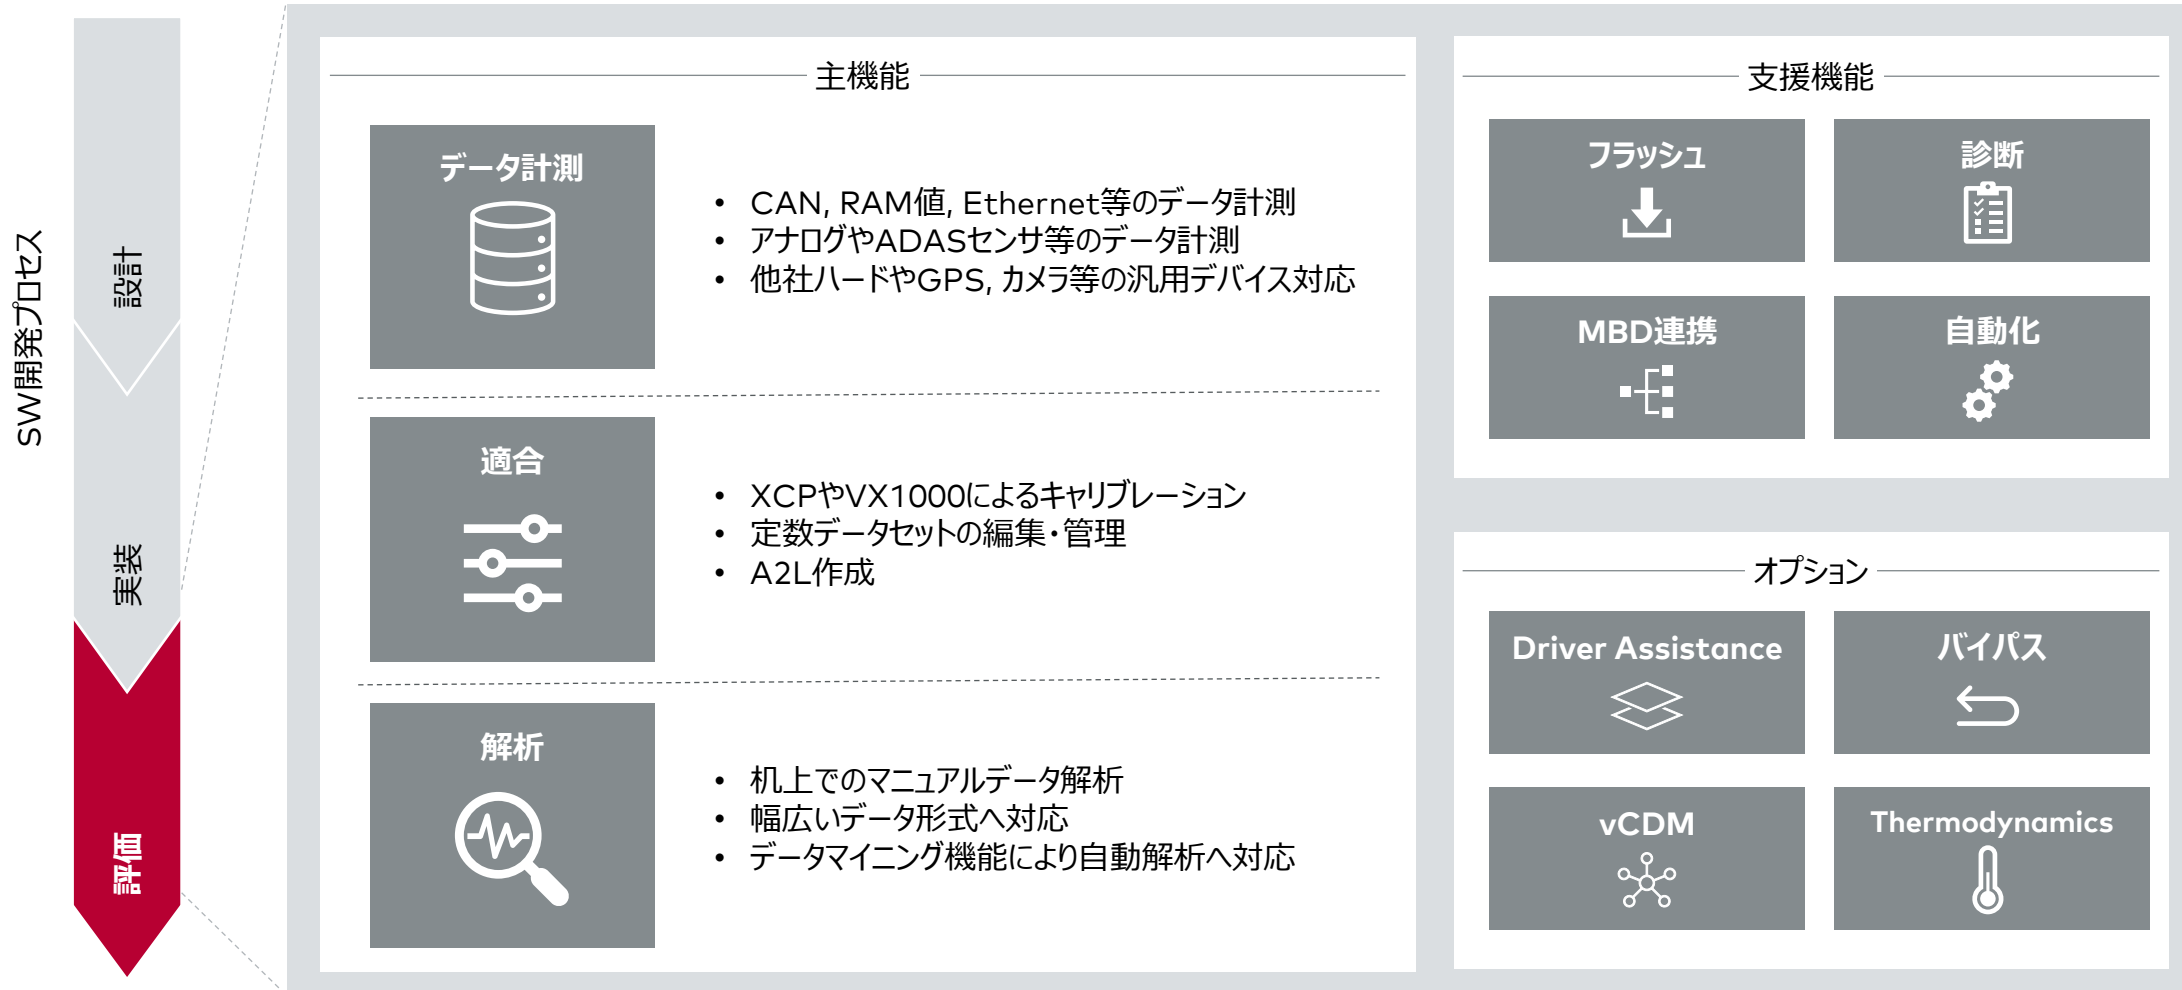 SW開発プロセス
設計
実装
評価
主機能
データ計測
• CAN, RAM値, Ethernet等のデータ計測
• アナログやADASセンサ等のデータ計測
• 他社ハードやGPS, カメラ等の汎用デバイス対応
適合
• XCPやVX1000によるキャリブレーション
• 定数データセットの編集・管理
• A2L作成
解析
• 机上でのマニュアルデータ解析
• 幅広いデータ形式へ対応
• データマイニング機能により自動解析へ対応
支援機能
フラッシュ
診断
MBD連携
自動化
オプション
Driver Assistance
バイパス
vCDM
Thermodynamics